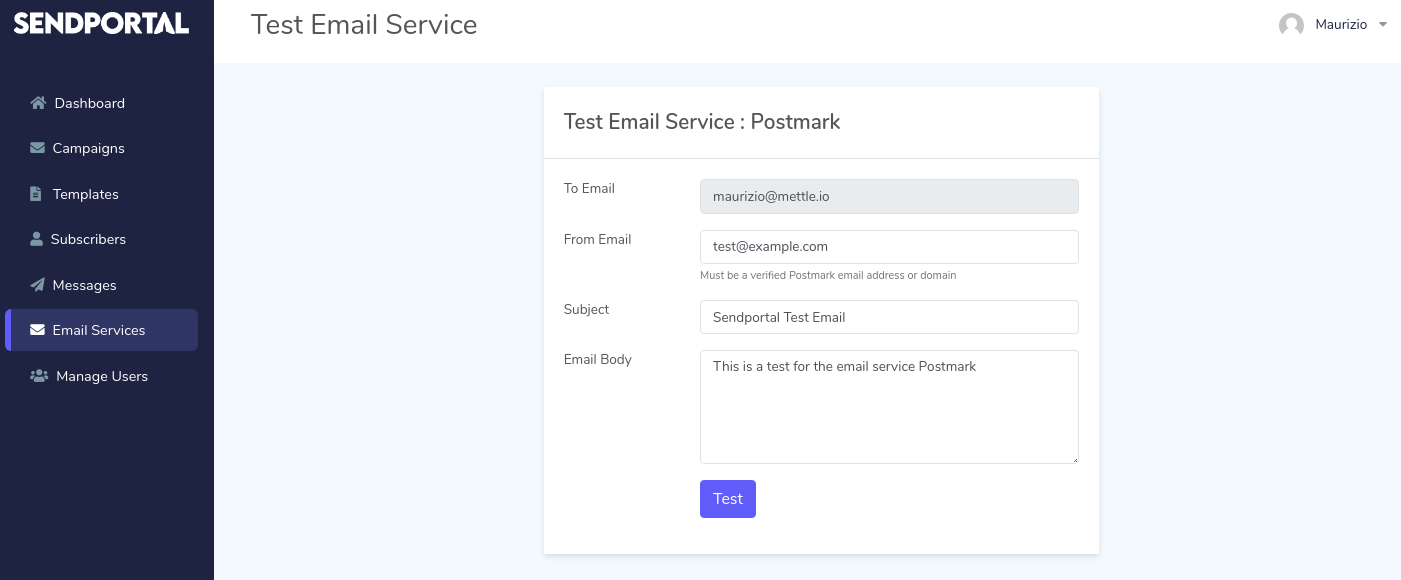 SENDPORTAL
Test Email Service
Maurizio
Dashboard
Campaigns
Templates
Subscribers
Messages
Email Services
Manage Users
Test Email Service : Postmark
To Email
maurizio@mettle.io
From Email
test@example.com
Must be a verified Postmark email address or domain
Subject
Sendportal Test Email
Email Body
This is a test for the email service Postmark
Test